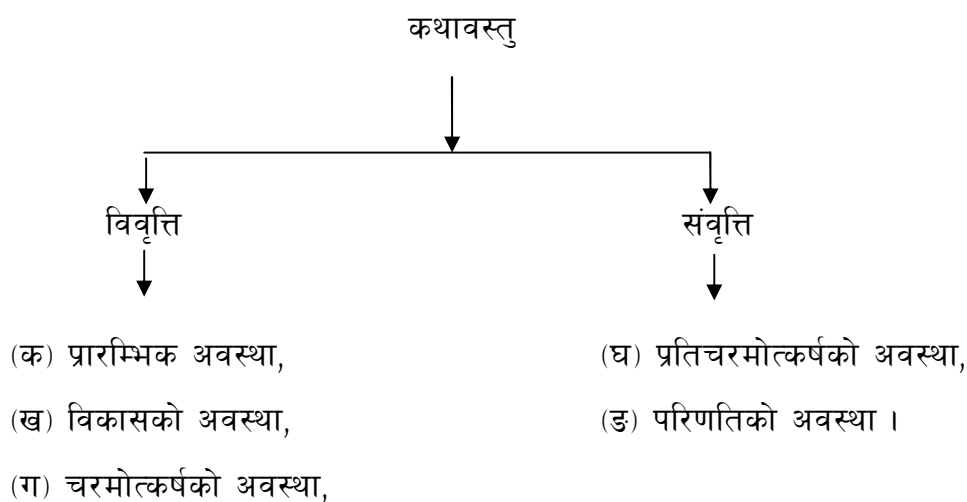 कथावस्तु
विवृत्ति
संवृत्ति
(क) प्रारम्भिक अवस्था,
(ख) विकासको अवस्था,
(ग) चरमोत्कर्षको अवस्था,
(घ) प्रतिचरमोत्कर्षको अवस्था,
(ङ) परिणतिको अवस्था ।